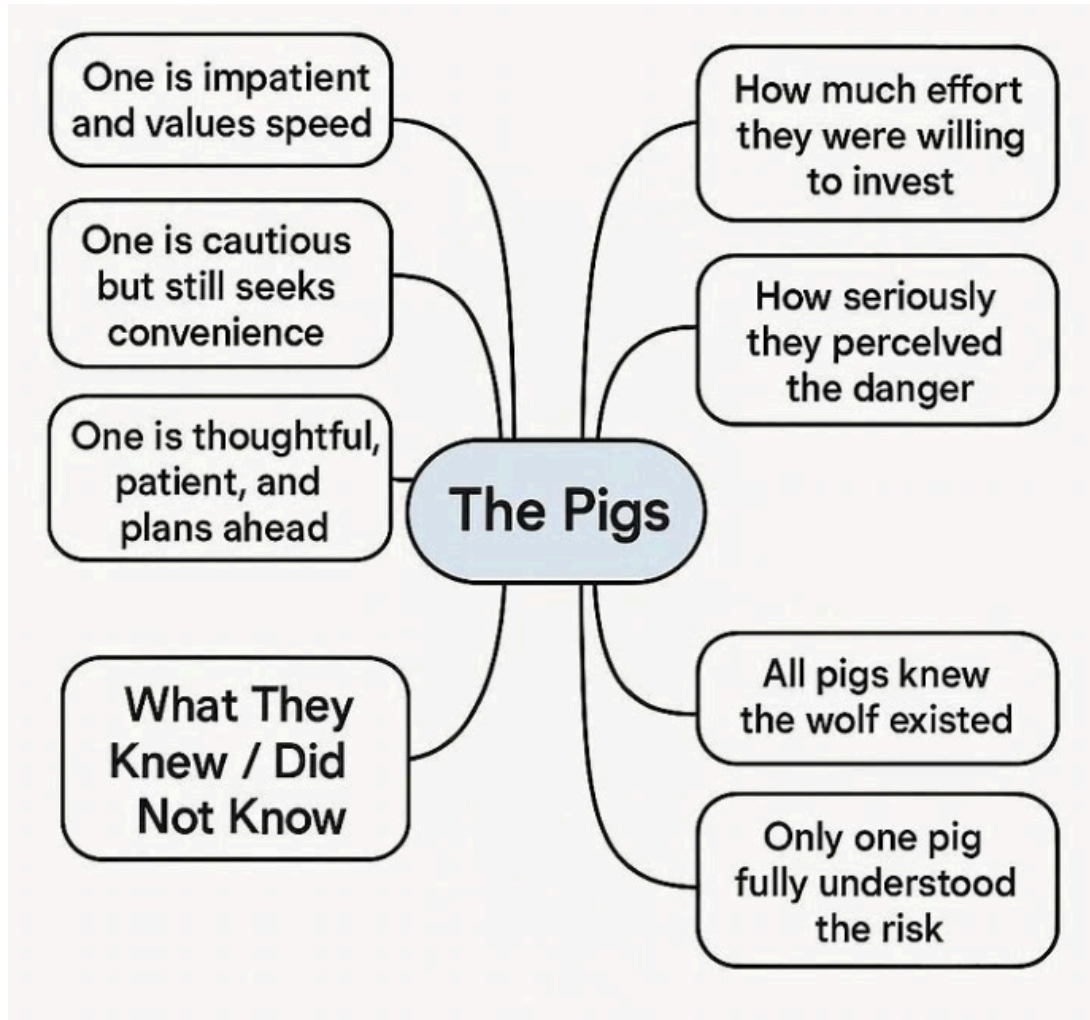 One is impatient
and values speed
One is cautious
but still seeks
convenience
One is thoughtful,
patient, and
plans ahead
What They
Knew / Did
Not Know
The Pigs
How much effort
they were willing
to invest
How seriously
they percelved
the danger
All pigs knew
the wolf existed
Only one pig
fully understood
the risk